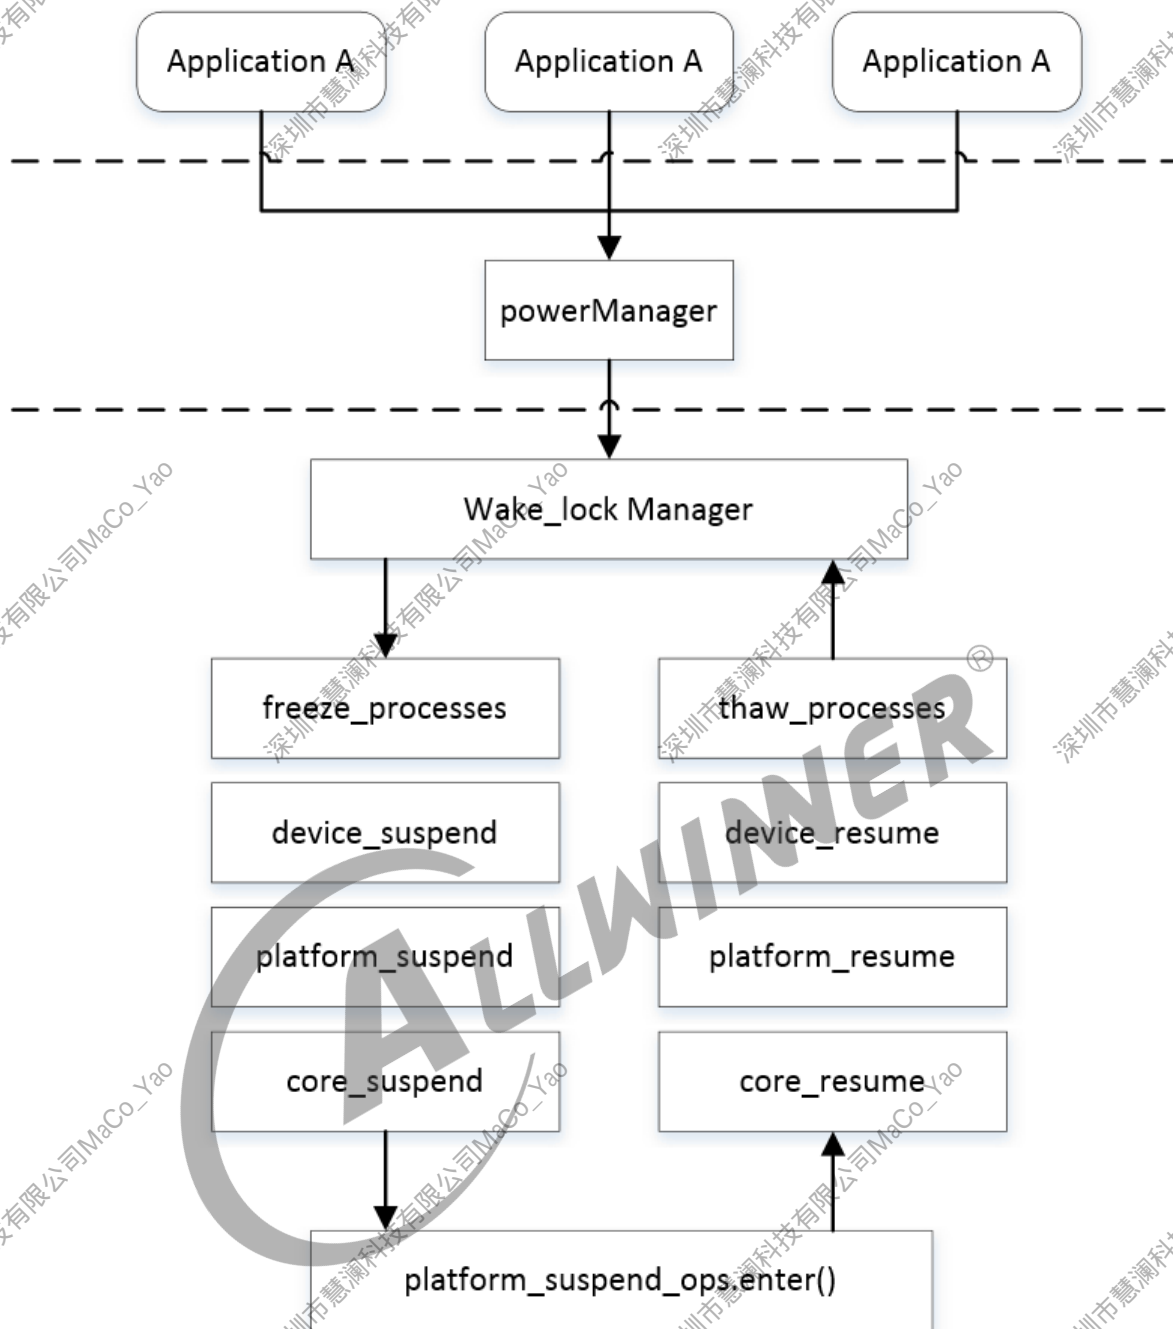 Application A
Application A
Application A
powerManager
Wake_lock Manager
freeze_processes
thaw_processes
device_suspend
device_resume
platform_suspend
platform_resume
core_suspend
core_resume
platform_suspend_ops.enter()
ALLWINNER®
深圳市慧澜科技有限公司MaCo_Yao